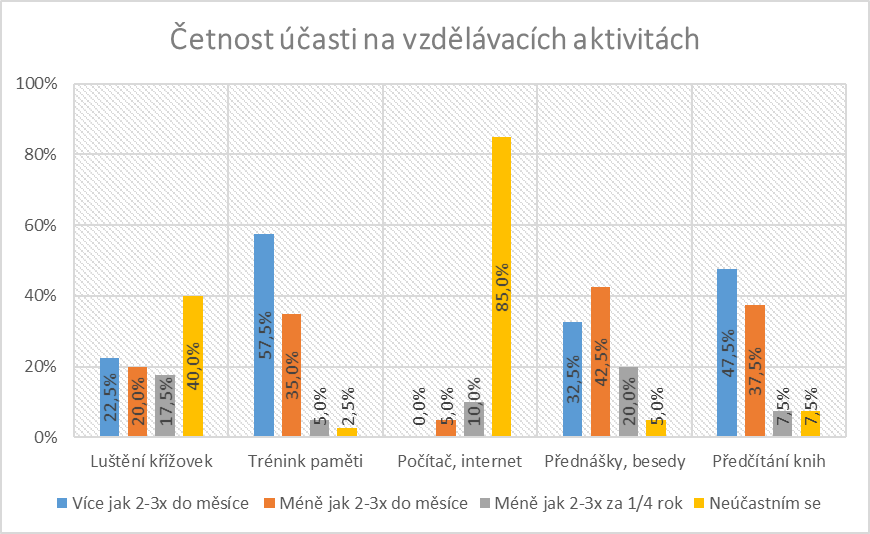 Četnost účasti na vzdělávacích aktivitách
100%
80%
60%
40%
20%
0%
22,5% 20,0% 17,5% 40,0%
57,5% 35,0% 5,0% 2,5%
0,0% 5,0% 10,0% 85,0%
32,5% 42,5% 20,0% 5,0%
47,5% 37,5% 7,5% 7,5%
Luštění křížovek Trénink paměti Počítač, internet Přednášky, besedy Předčítání knih
Více jak 2-3x do měsíce Méně jak 2-3x do měsíce Méně jak 2-3x za 1/4 rok Neúčastním se